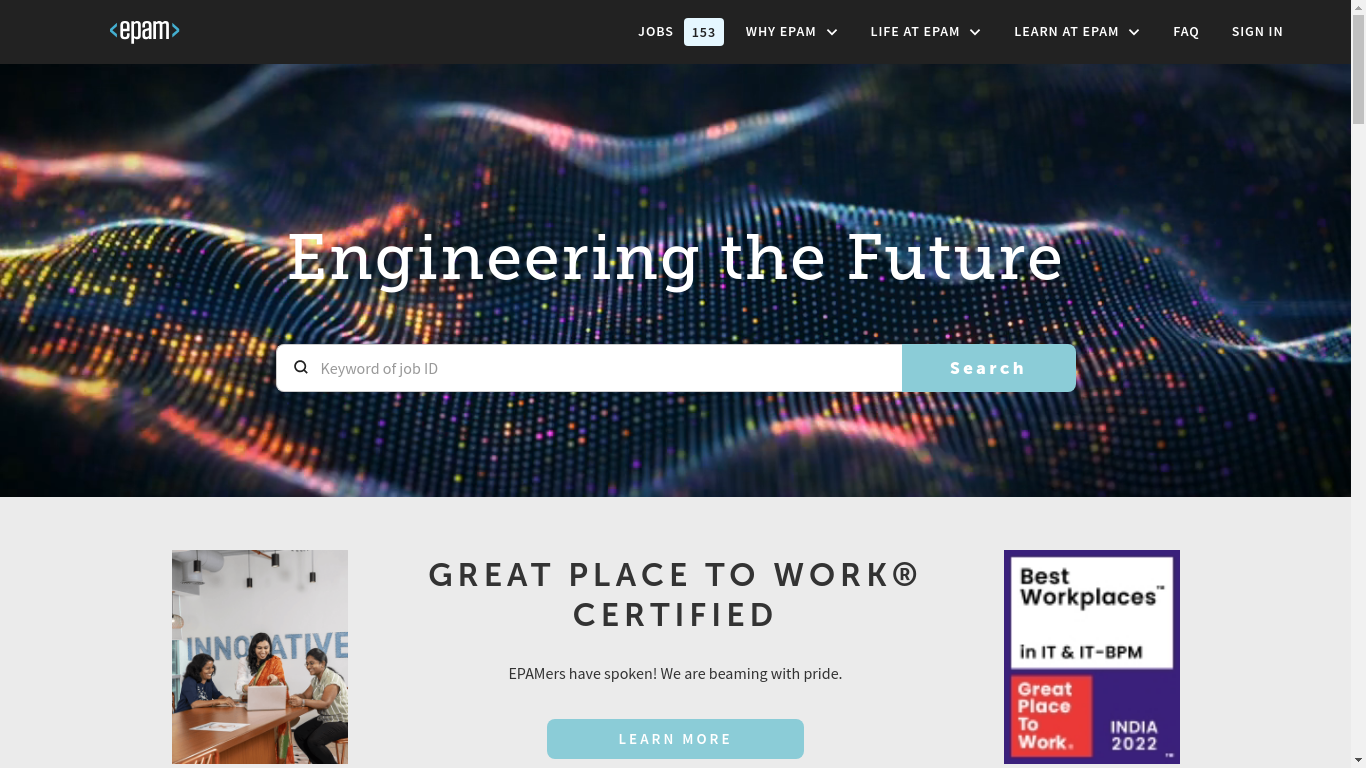 <epam>
JOBS 153 WHY EPAM LIFE AT EPAM LEARN AT EPAM FAQ SIGN IN
Engineering the Future
Keyword of job ID Search
INNOVATIVE
GREAT PLACE TO WORK®
CERTIFIED
EPAMers have spoken! We are beaming with pride.
LEARN MORE
Best
Workplaces™
in IT & IT-BPM
Great
Place
To
Work®
INDIA
2022
™